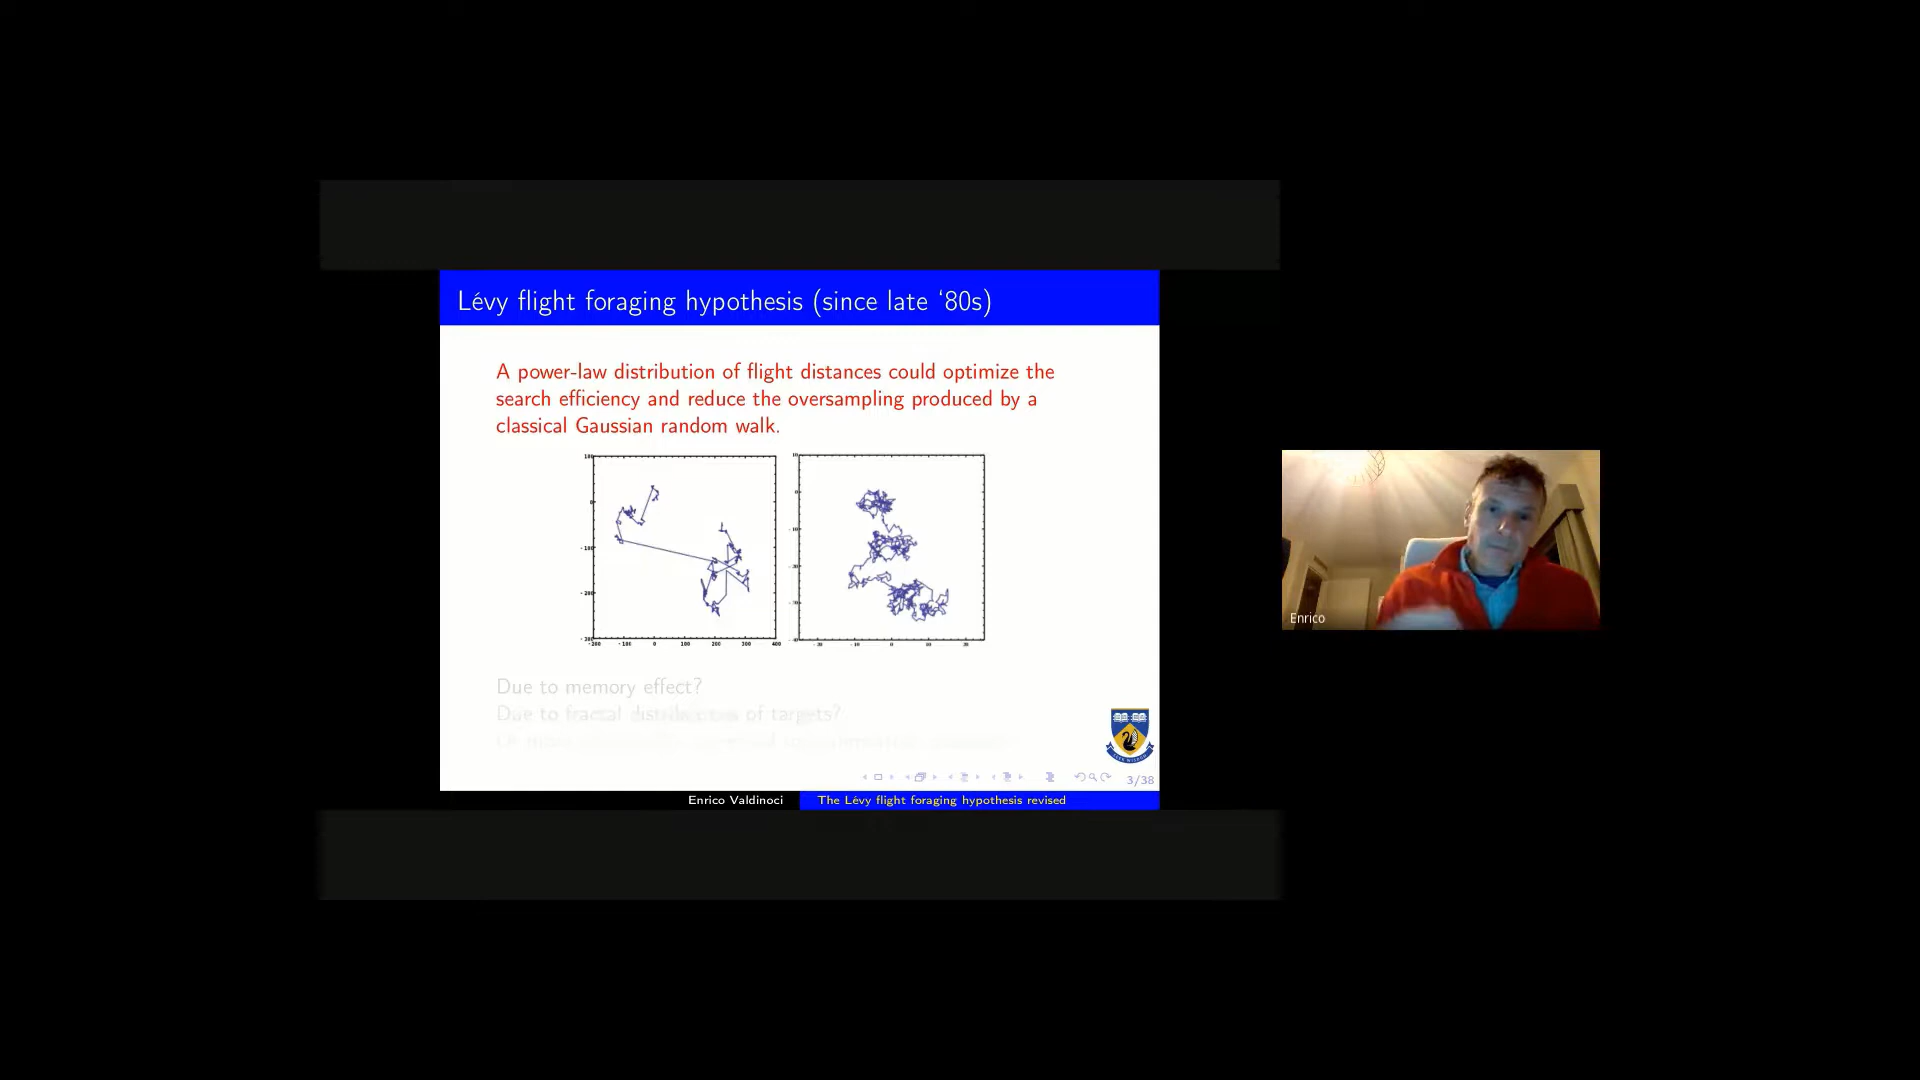 Lévy flight foraging hypothesis (since late ‘80s)
A power-law distribution of flight distances could optimize the
search efficiency and reduce the oversampling produced by a
classical Gaussian random walk.
Due to memory effect?
Due to fractal distribution of targets?
3/38
Enrico Valdinoci
The Lévy flight foraging hypothesis revised
Enrico